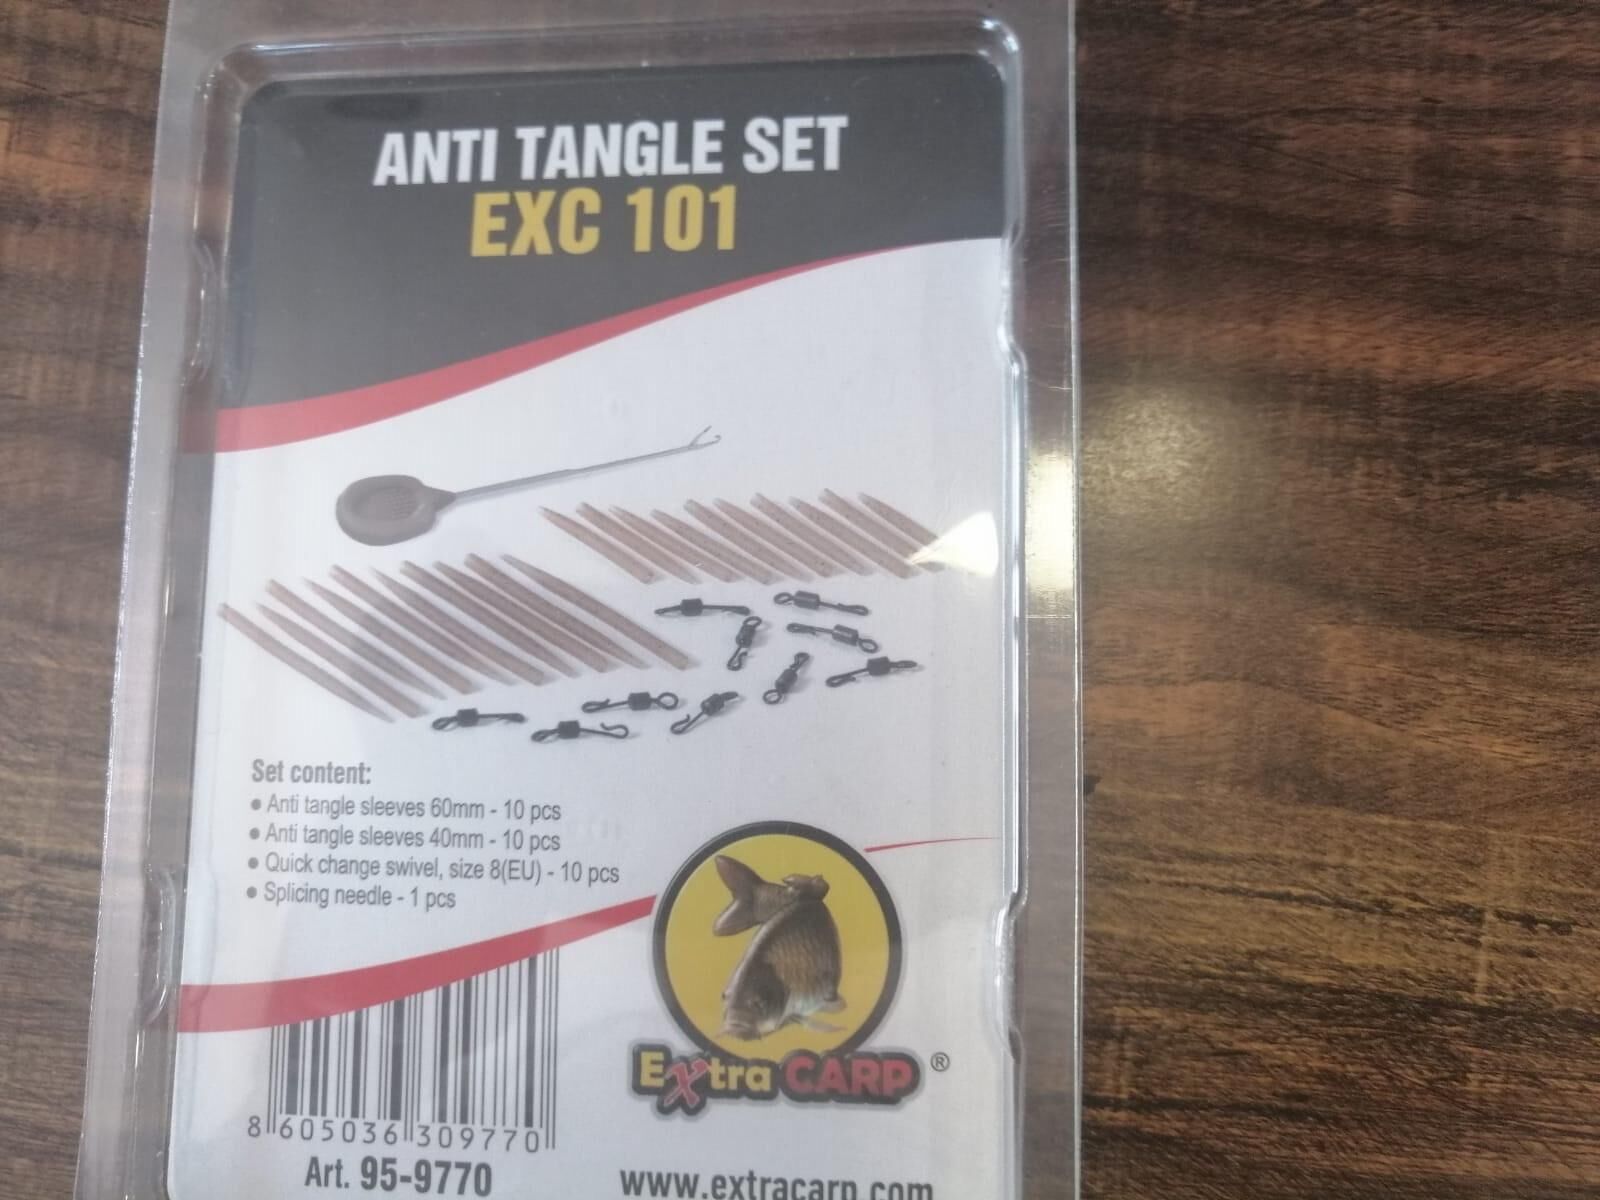 ANTI TANGLE SET
EXC 101
Set content:
● Anti tangle sleeves 60mm - 10 pcs
● Anti tangle sleeves 40mm - 10 pcs
● Quick change swivel, size 8(EU) - 10 pcs
● Splicing needle - 1 pcs
Extra CARP ®
8 605036 309770
Art. 95-9770
www.extracarp.com